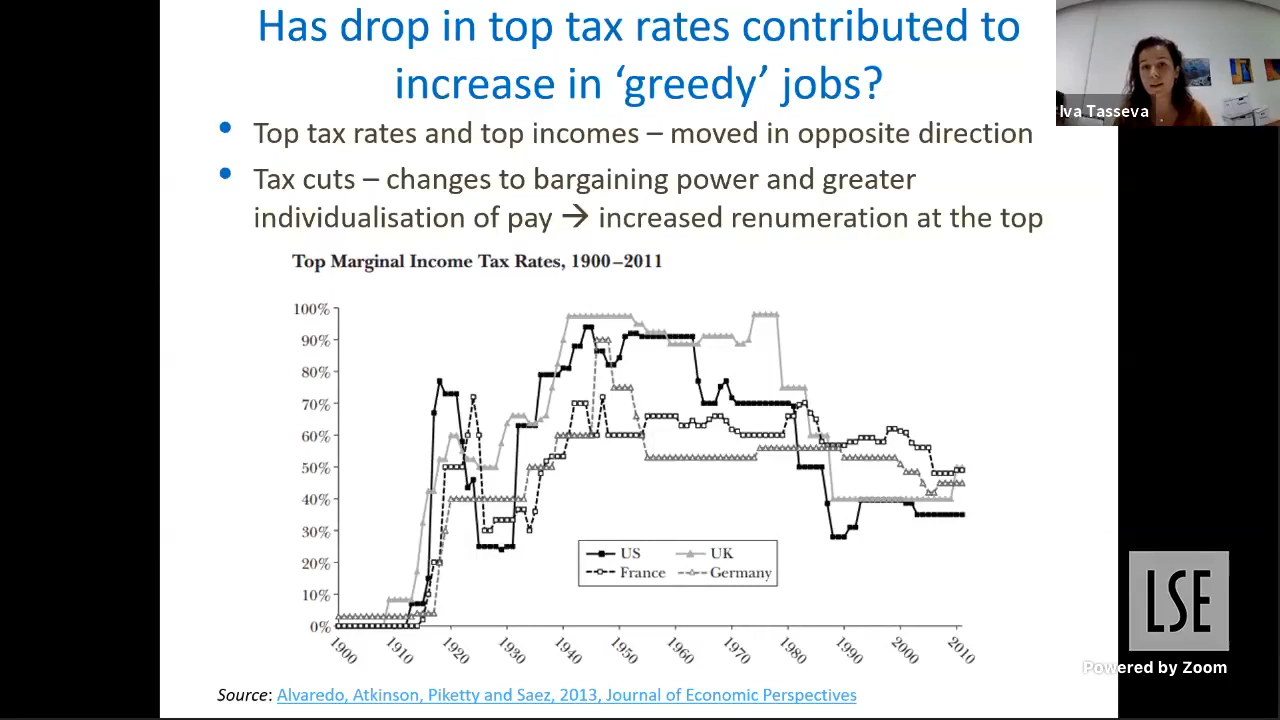 Has drop in top tax rates contributed to
increase in ‘greedy’ jobs?
Iva Tasseva
• Top tax rates and top incomes – moved in opposite direction
• Tax cuts – changes to bargaining power and greater
individualisation of pay → increased renumeration at the top
Top Marginal Income Tax Rates, 1900–2011
100%
90%
80%
70%
60%
50%
40%
30%
20%
10%
0%
US UK
France Germany
1900 1910 1920 1930 1940 1950 1960 1970 1980 1990 2000 2010
LSE
Powered by Zoom
Source: Alvaredo, Atkinson, Piketty and Saez, 2013, Journal of Economic Perspectives